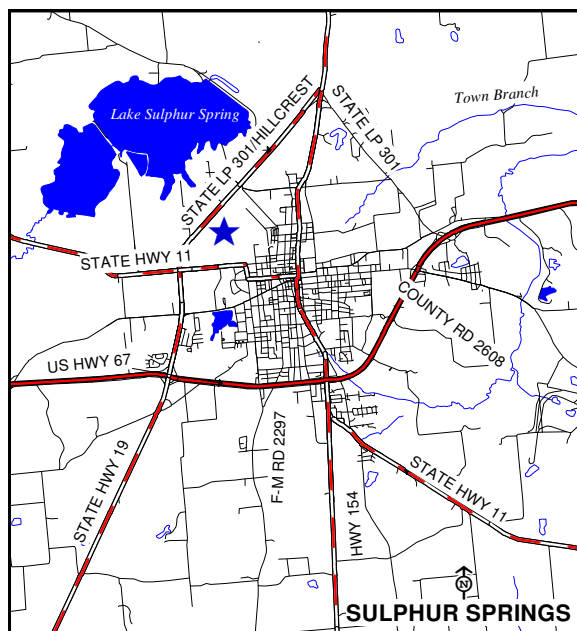 Lake Sulphur Spring
STATE LP 301/HILLCREST
STATE LP 301
Town Branch
STATE HWY 11
COUNTY RD 2608
US HWY 67
STATE HWY 19
F-M RD 2297
HWY 154
STATE HWY 11
N
SULPHUR SPRINGS